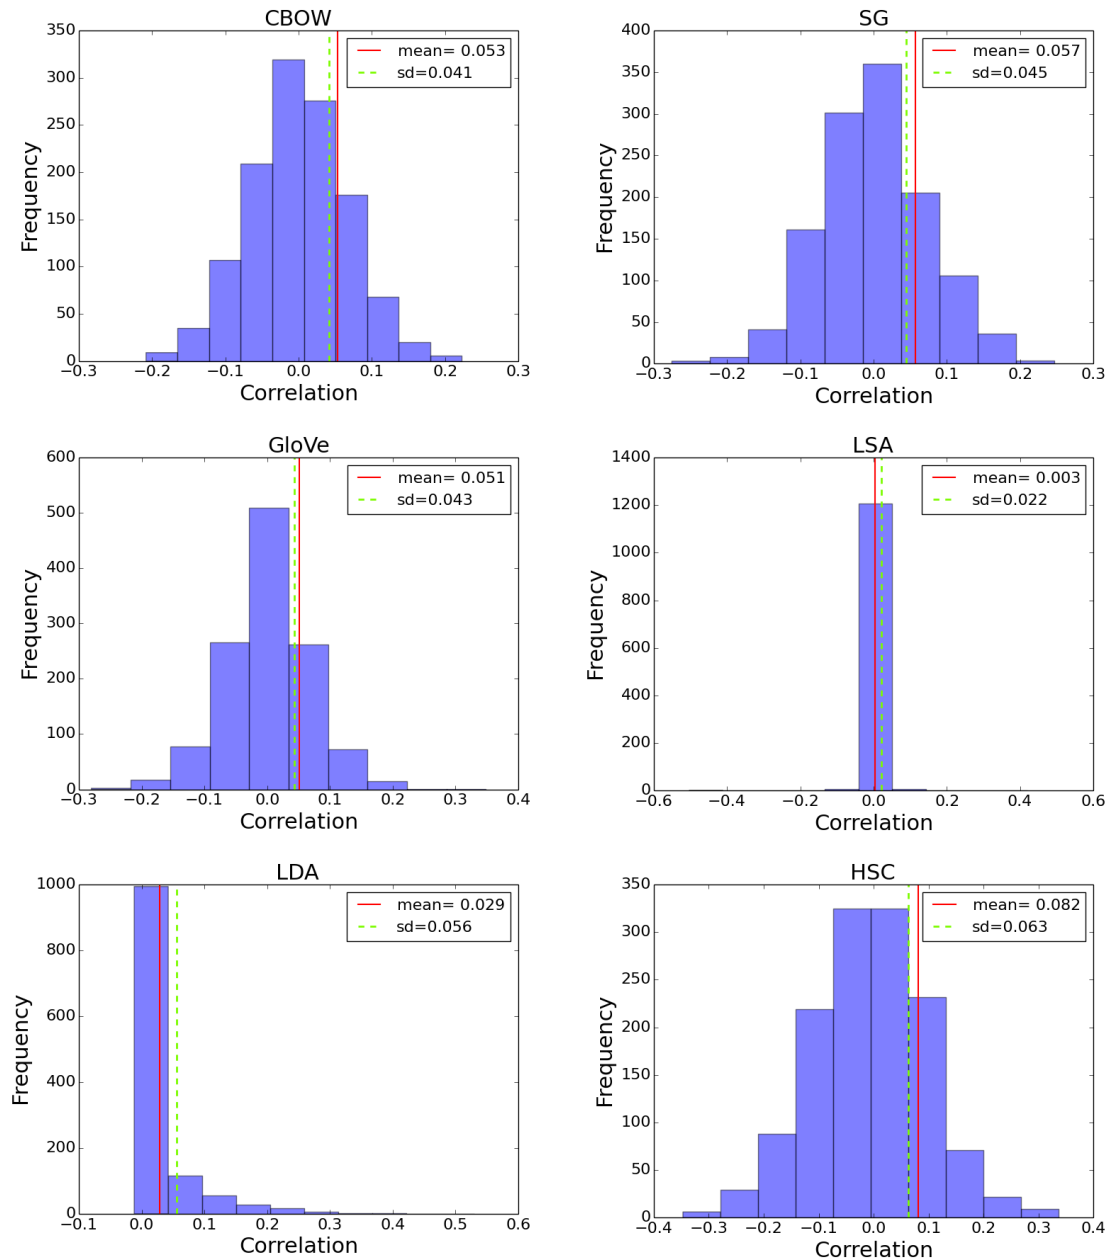 CBOW
350
300
250
200
150
100
50
0
Frequency
mean= 0.053
sd=0.041
−0.3 −0.2 −0.1 0.0 0.1 0.2 0.3
Correlation
SG
400
350
300
250
200
150
100
50
0
Frequency
mean= 0.057
sd=0.045
−0.3 −0.2 −0.1 0.0 0.1 0.2 0.3
Correlation
GloVe
600
500
400
300
200
100
0
Frequency
mean= 0.051
sd=0.043
−0.3 −0.2 −0.1 0.0 0.1 0.2 0.3 0.4
Correlation
LSA
1400
1200
1000
800
600
400
200
0
Frequency
mean= 0.003
sd=0.022
−0.6 −0.4 −0.2 0.0 0.2 0.4 0.6
Correlation
LDA
1000
800
600
400
200
0
Frequency
mean= 0.029
sd=0.056
−0.1 0.0 0.1 0.2 0.3 0.4 0.5 0.6
Correlation
HSC
350
300
250
200
150
100
50
0
Frequency
mean= 0.082
sd=0.063
−0.4 −0.3 −0.2 −0.1 0.0 0.1 0.2 0.3 0.4
Correlation